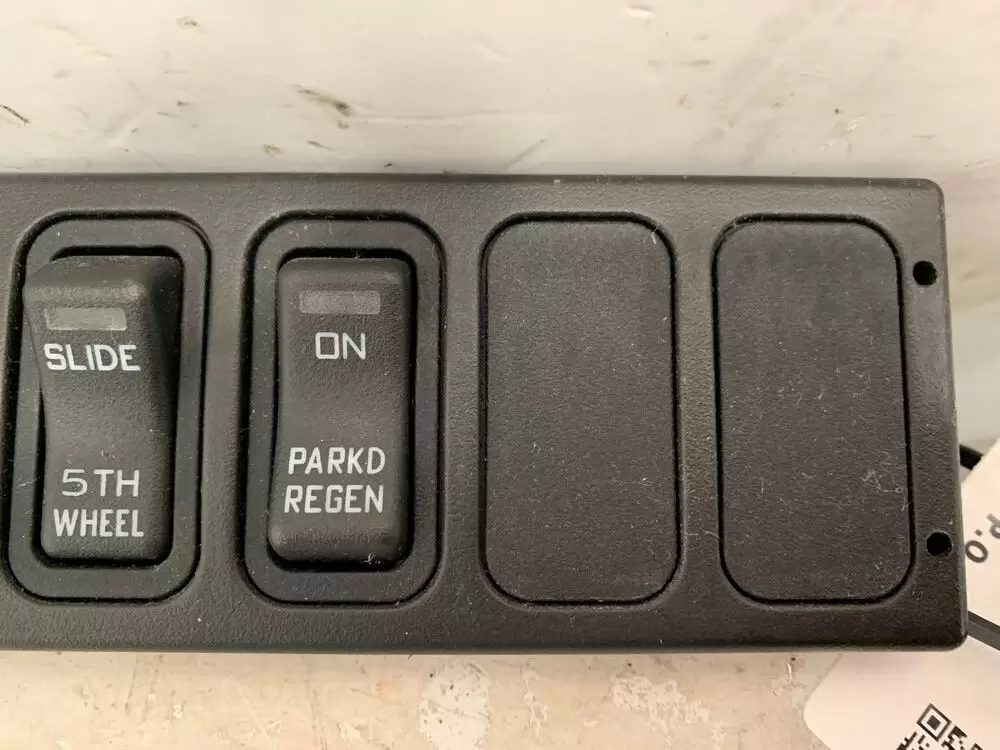 SLIDE
5TH
WHEEL
ON
PARKD
REGEN
P.O